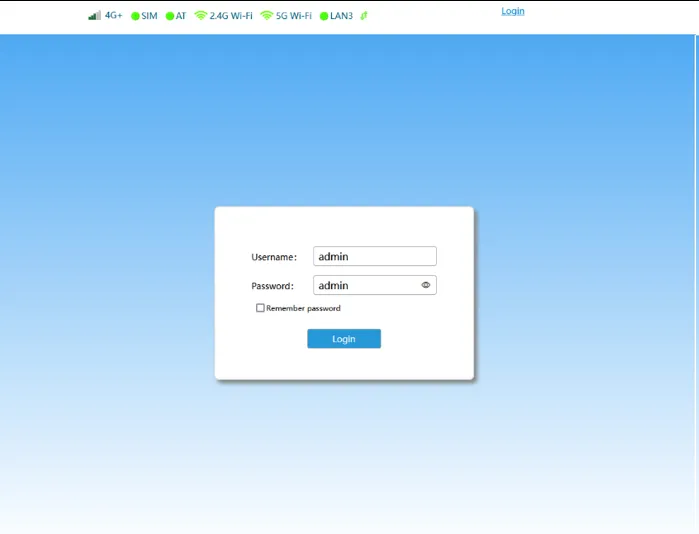 4G+ SIM AT 2.4G Wi-Fi 5G Wi-Fi LAN3 Login
Username: admin
Password: admin
Remember password
Login